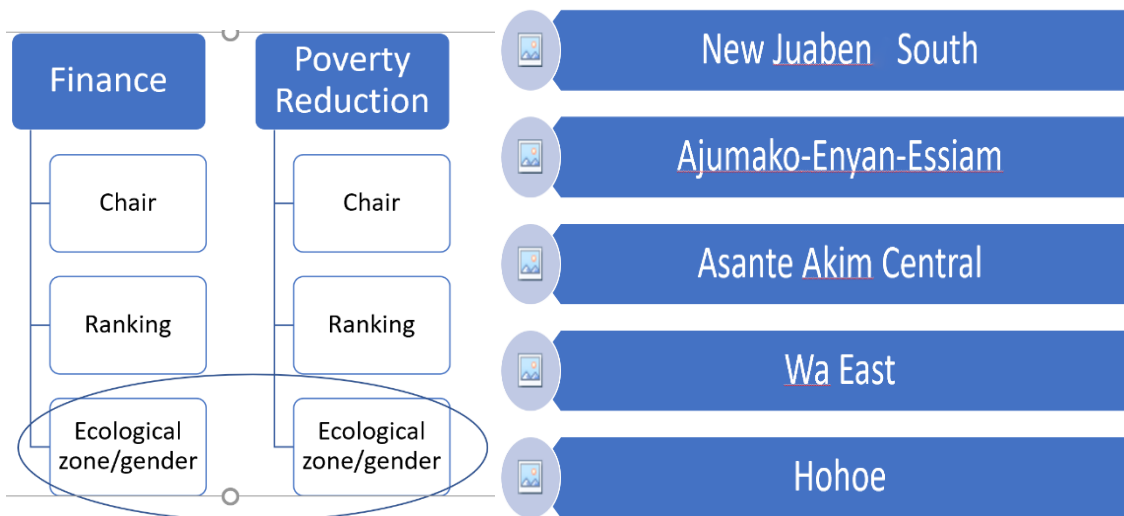 Finance
Chair
Ranking
Ecological
zone/gender
Poverty
Reduction
Chair
Ranking
Ecological
zone/gender
New Juaben South
Ajumako-Enyan-Essiam
Asante Akim Central
Wa East
Hohoe